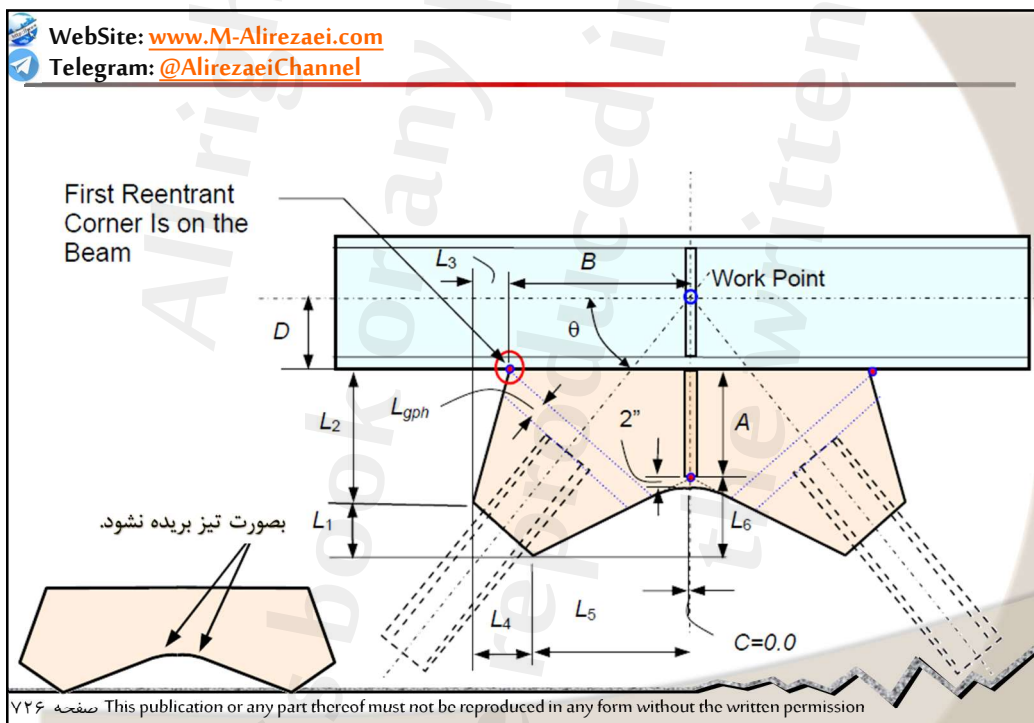 WebSite: www.M-Alirezaei.com
Telegram: @AlirezaeiChannel
First Reentrant
Corner Is on the
Beam
L3
B
Work Point
D
θ
Lgph
L2
2”
A
L1
L6
بصورت تیز بریده نشود.
L4
L5
C=0.0
صفحه ۷۲۶ This publication or any part thereof must not be reproduced in any form without the written permission